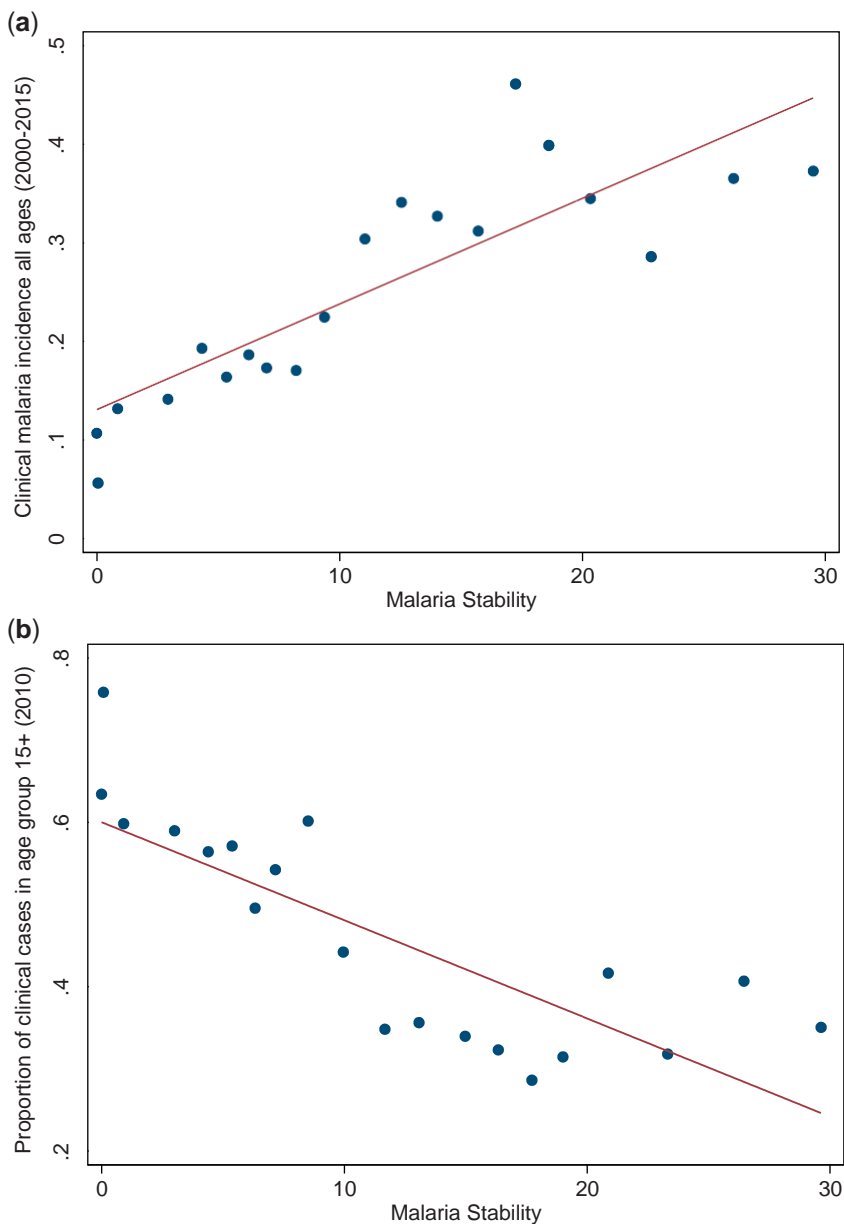 (a)
Clinical malaria incidence all ages (2000-2015)
.5
.4
.3
.2
.1
0
0 10 20 30
Malaria Stability
(b)
Proportion of clinical cases in age group 15+ (2010)
.8
.6
.4
.2
0 10 20 30
Malaria Stability